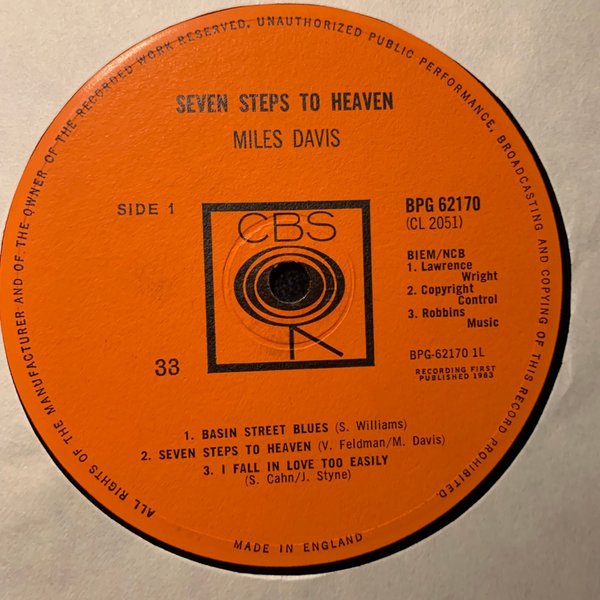 ALL RIGHTS OF THE MANUFACTURER AND OF THE OWNER OF THE RECORDED WORK RESERVED, UNAUTHORIZED PUBLIC PERFORMANCE, BROADCASTING AND COPYING OF THIS RECORD PROHIBITED.
SEVEN STEPS TO HEAVEN
MILES DAVIS
SIDE 1
CBS
33
BPG 62170
(CL 2051)
BIEM/NCB
1. Lawrence
Wright
2. Copyright
Control
3. Robbins
Music
BPG-62170 1L
RECORDING FIRST
PUBLISHED 1963
1. BASIN STREET BLUES (S. Williams)
2. SEVEN STEPS TO HEAVEN (V. Feldman/M. Davis)
3. I FALL IN LOVE TOO EASILY
(S. Cahn/J. Styne)
MADE IN ENGLAND